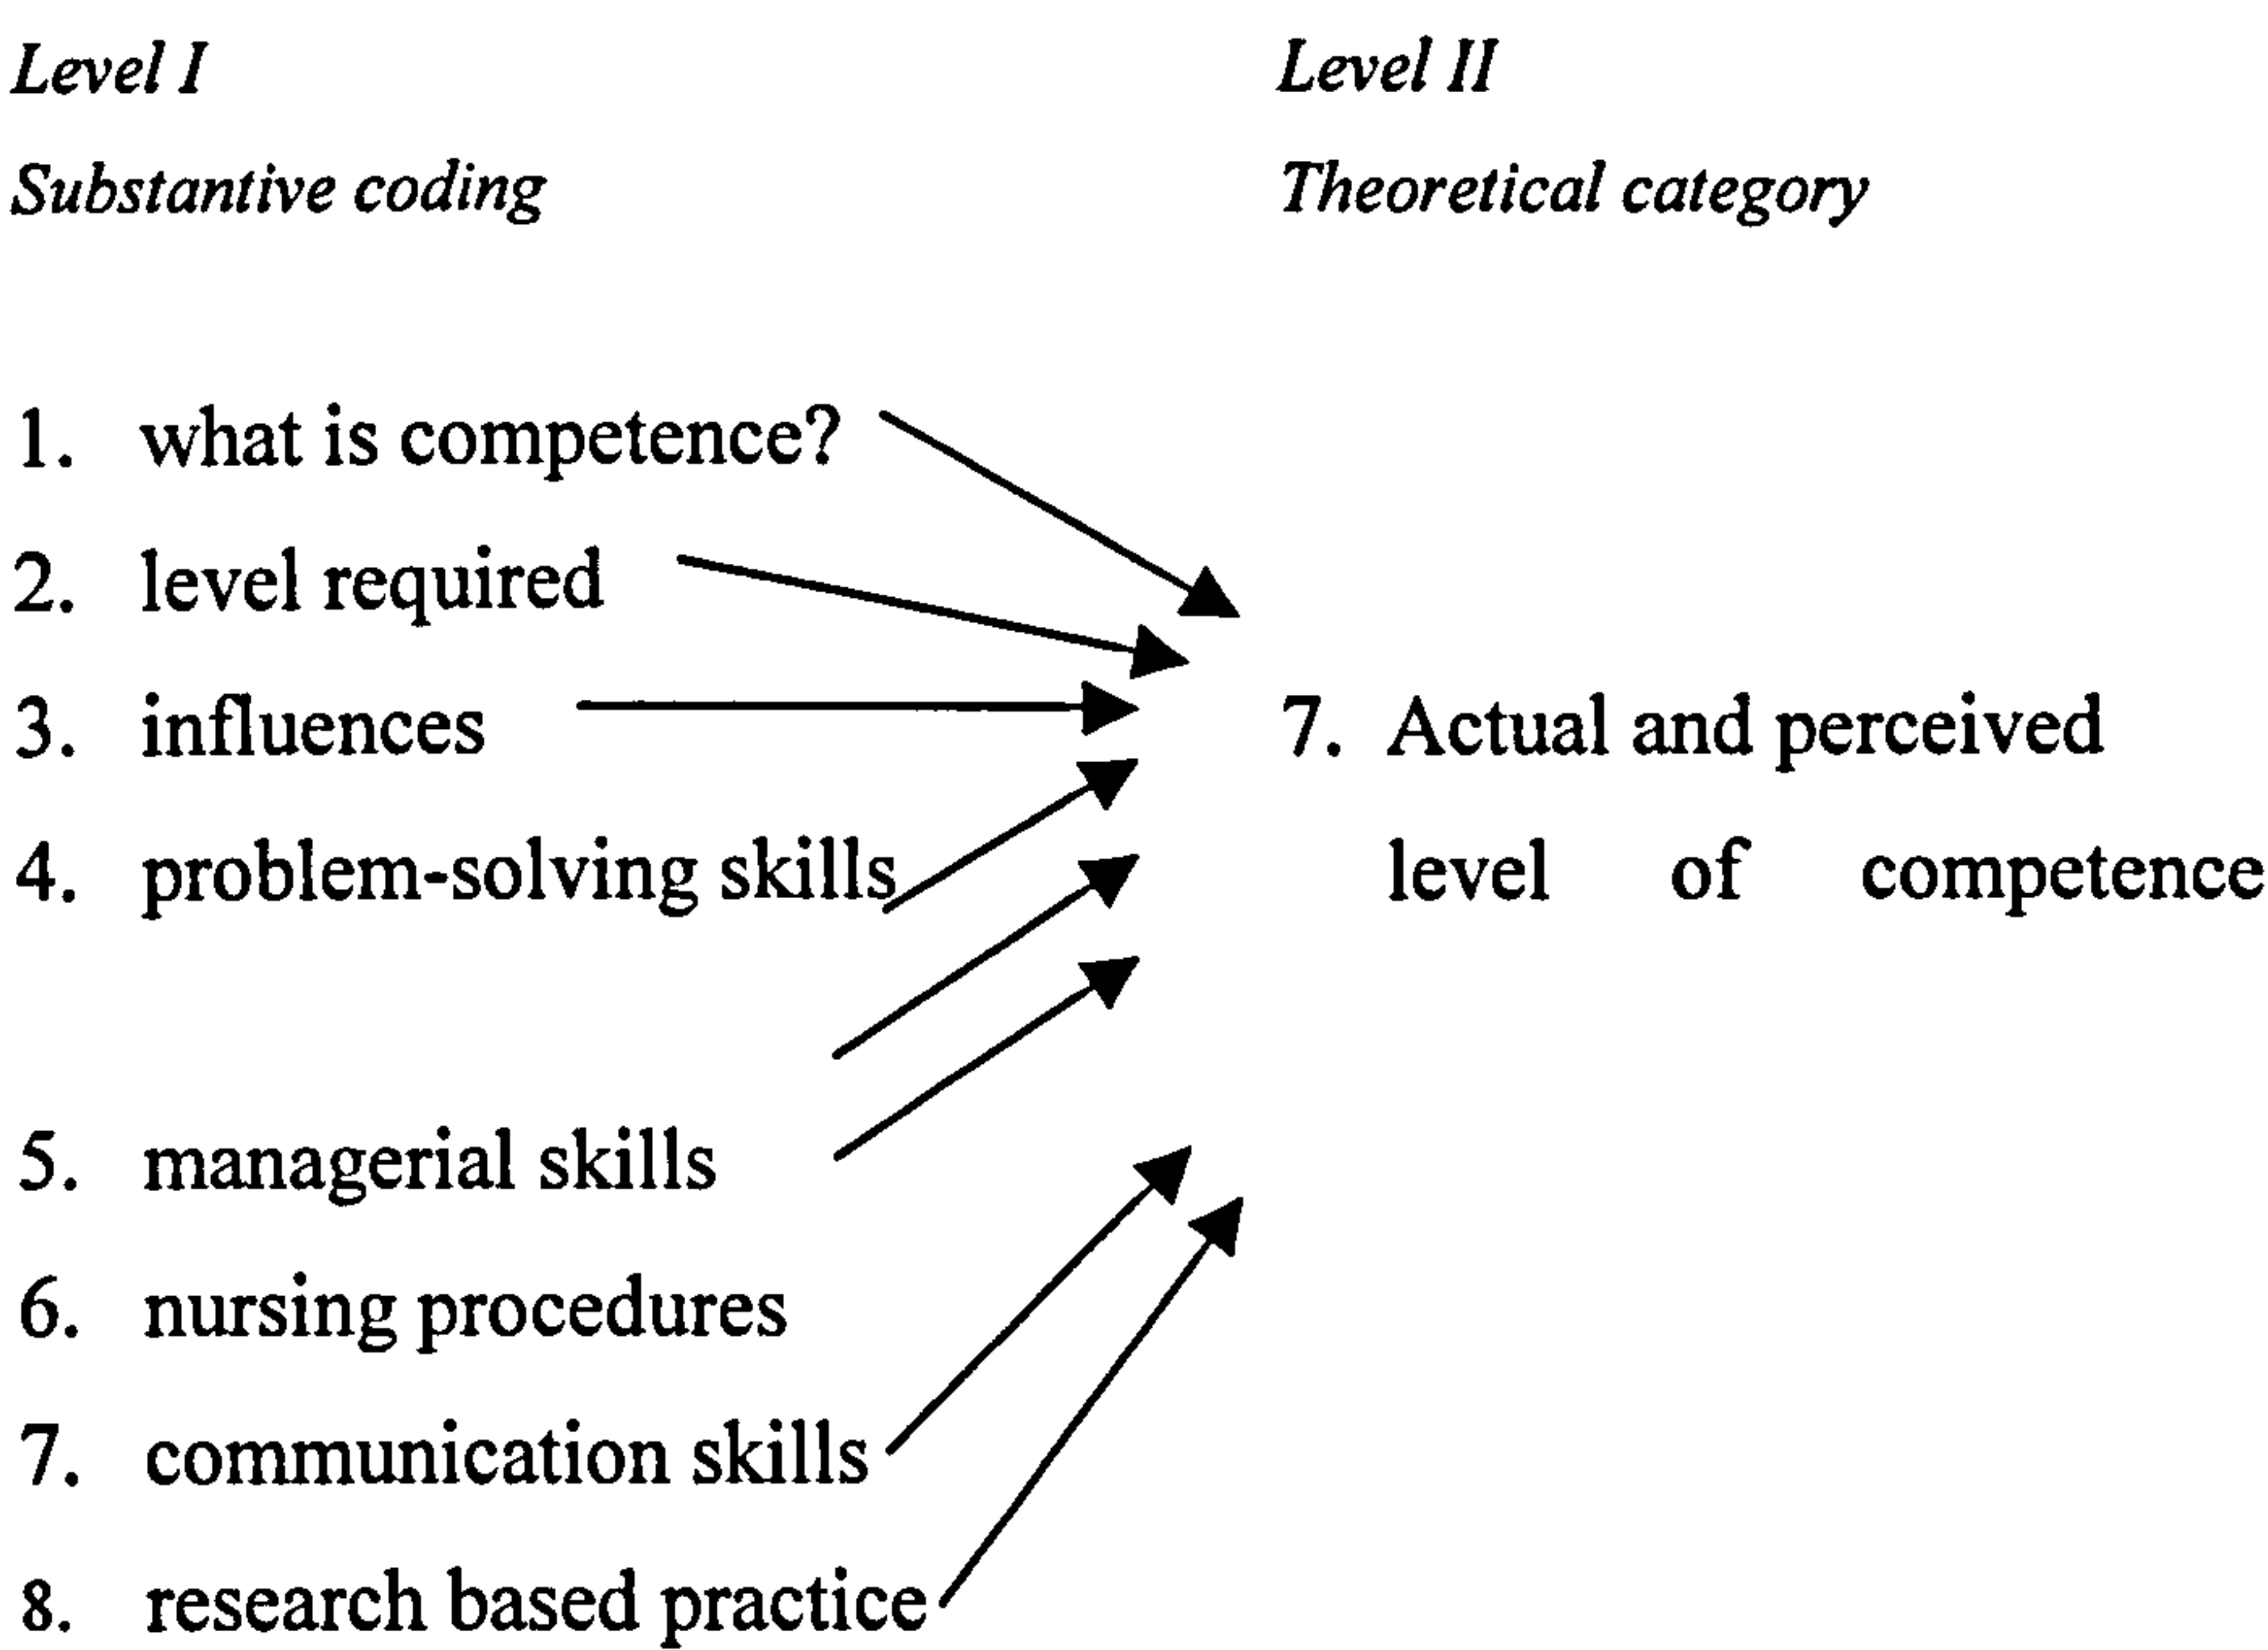 Level I
Substantive coding
Level II
Theoretical category
1. what is competence?
2. level required
3. influences
4. problem-solving skills
5. managerial skills
6. nursing procedures
7. communication skills
8. research based practice
7. Actual and perceived
level of competence